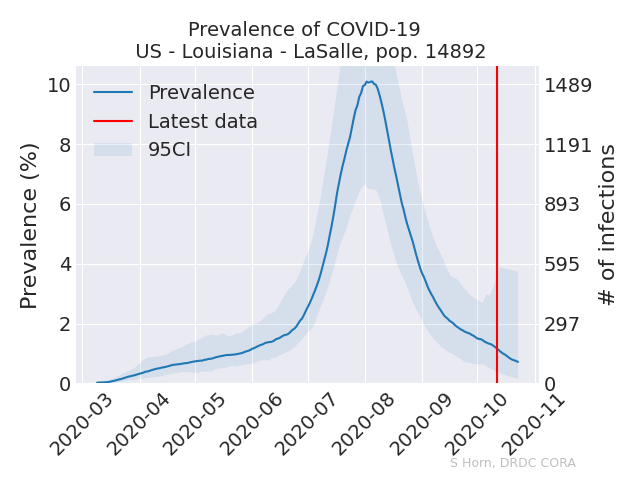 Prevalence of COVID-19
US - Louisiana - LaSalle, pop. 14892
Prevalence
Latest data
95CI
Prevalence (%)
10
8
6
4
2
0
1489
1191
893
595
297
0
# of infections
2020-03
2020-04
2020-05
2020-06
2020-07
2020-08
2020-09
2020-10
2020-11
S Horn, DRDC CORA